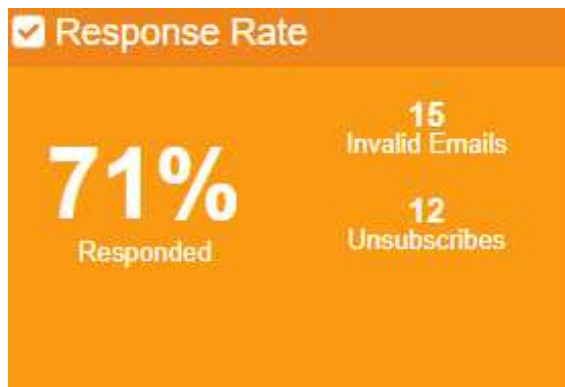 Response Rate
71%
Responded
15
Invalid Emails
12
Unsubscribes